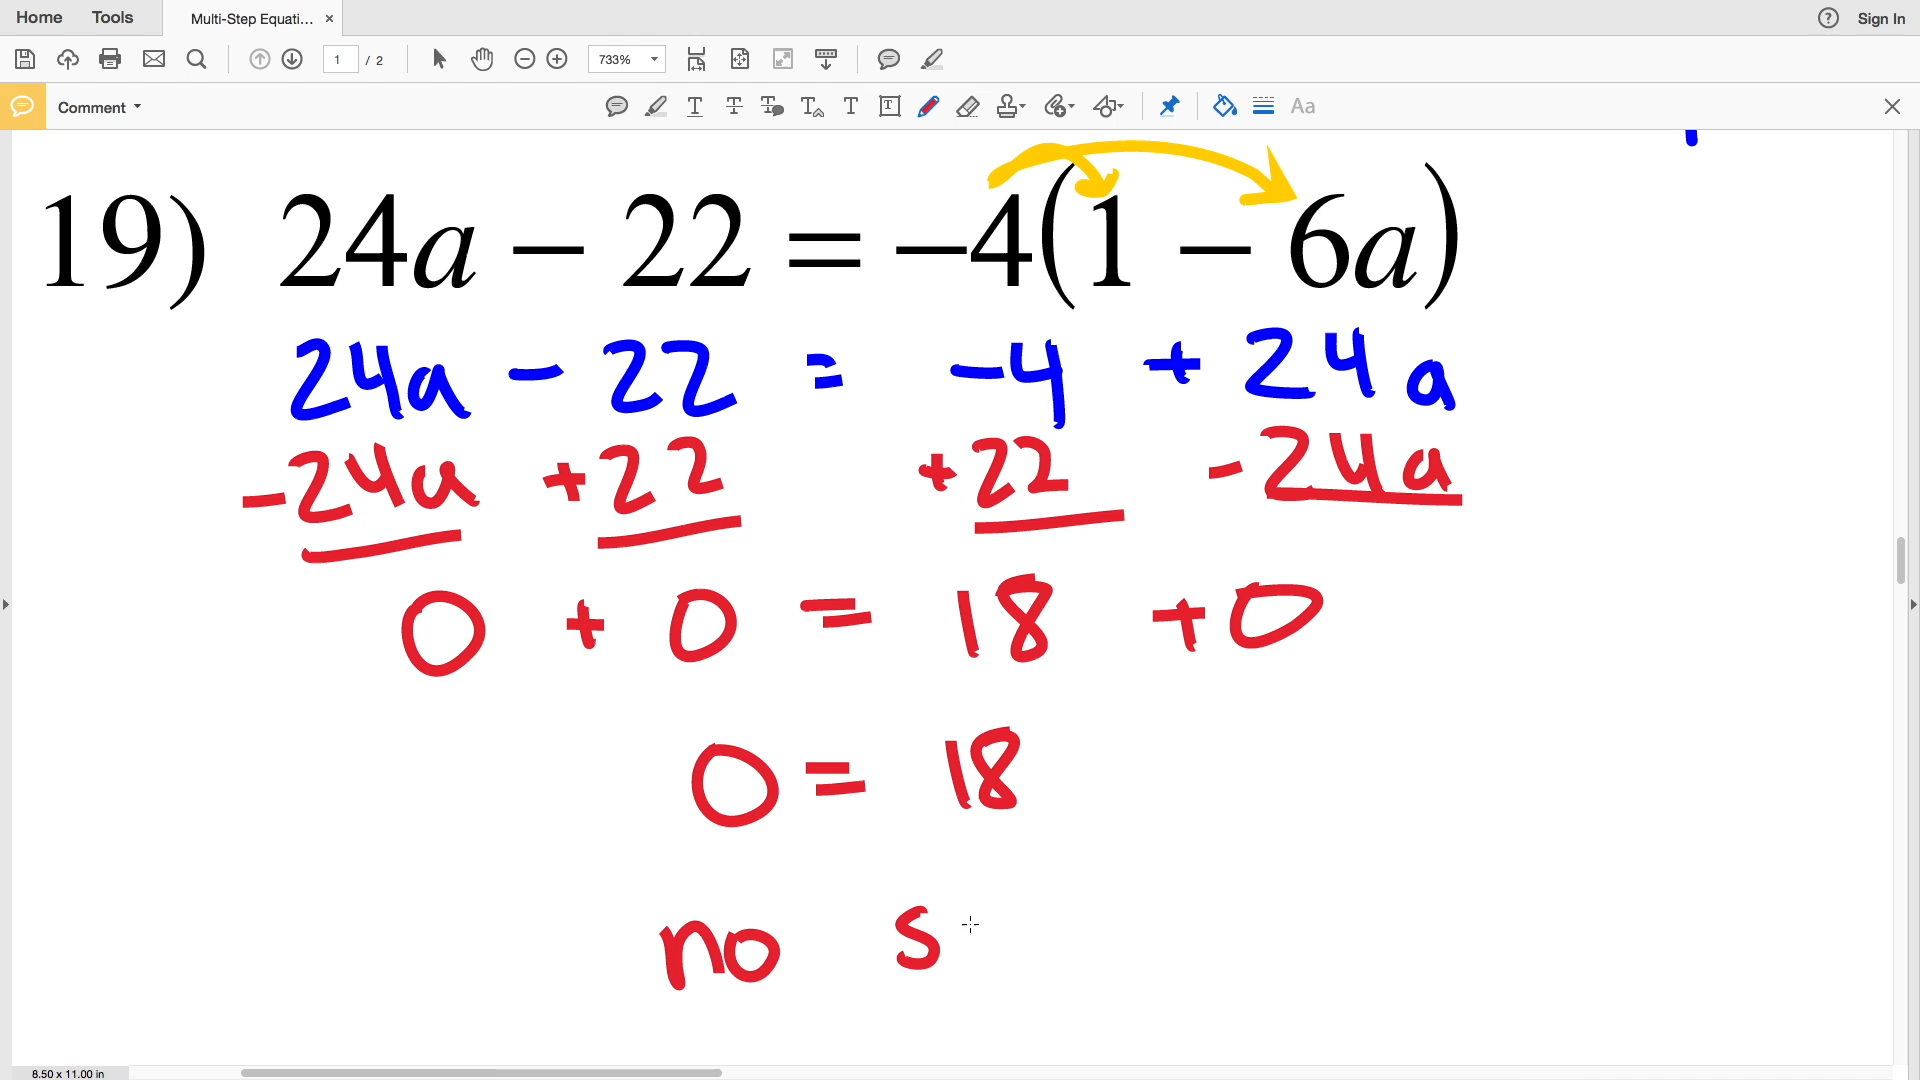 Home Tools Multi-Step Equati... × ? Sign In
1 / 2 733%
Comment T T T T T T Aa
19) 24a − 22 = −4(1 − 6a)
24a - 22 = -4 + 24a
-24a +22 +22 -24a
0 + 0 = 18 + 0
0 = 18
no s
8.50 x 11.00 in